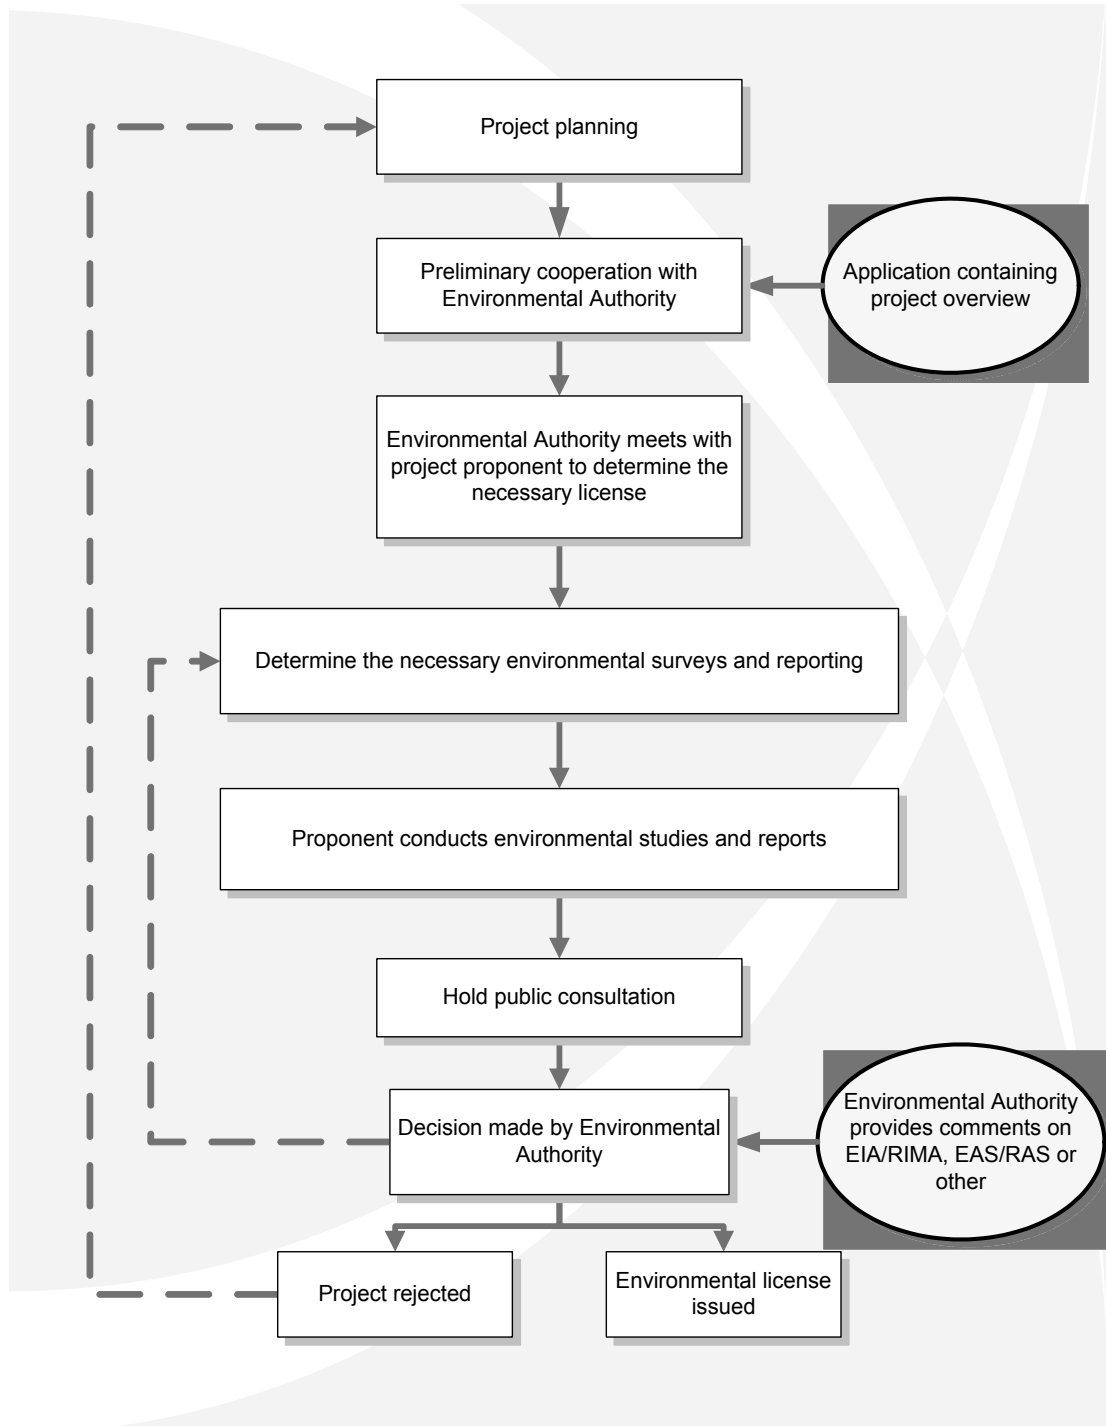 Project planning
Preliminary cooperation with
Environmental Authority
Application containing
project overview
Environmental Authority meets with
project proponent to determine the
necessary license
Determine the necessary environmental surveys and reporting
Proponent conducts environmental studies and reports
Hold public consultation
Decision made by Environmental
Authority
Environmental Authority
provides comments on
EIA/RIMA, EAS/RAS or
other
Project rejected
Environmental license
issued